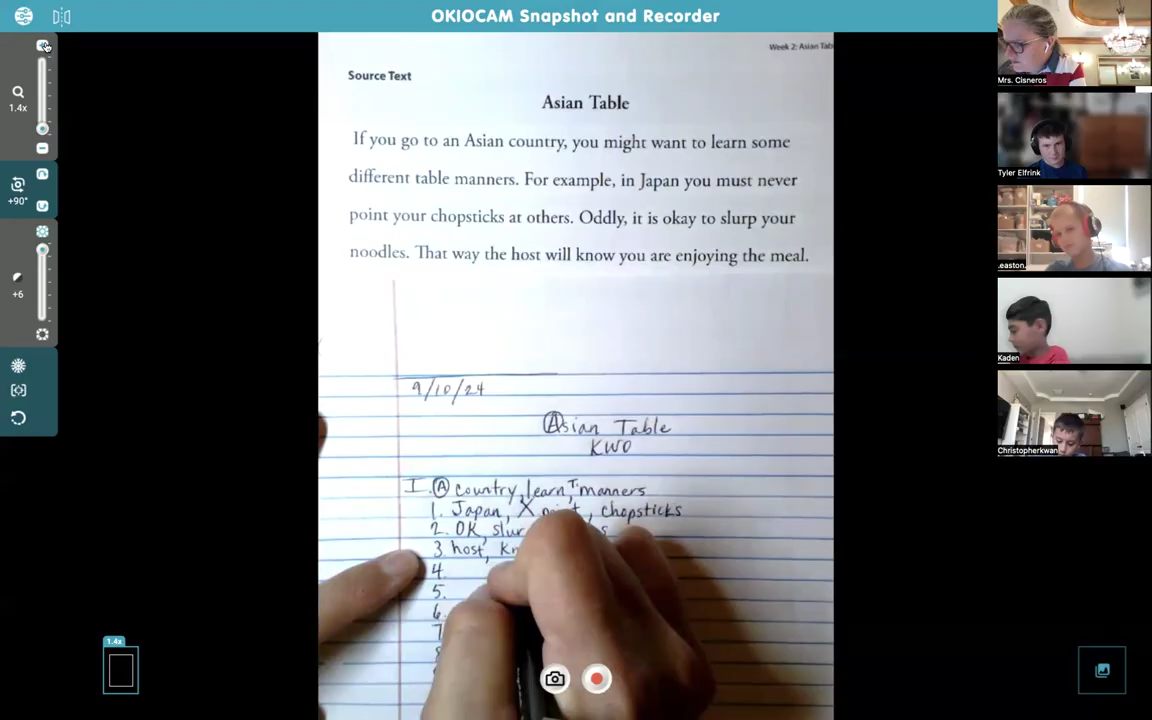 OKIOCAM Snapshot and Recorder
Week 2: Asian Tab
Source Text
Asian Table
If you go to an Asian country, you might want to learn some
different table manners. For example, in Japan you must never
point your chopsticks at others. Oddly, it is okay to slurp your
noodles. That way the host will know you are enjoying the meal.
9/10/24
Asian Table
KWO
I. A country, learn, T. manners
1. Japan, X point, chopsticks
2. OK, slur
3. host, Kn
4.
5.
6.
7
1.4x
+90°
+6
1.4x
Mrs. Cisneros
Tyler Elfrink
.easton.
Kaden
Christopherkwan